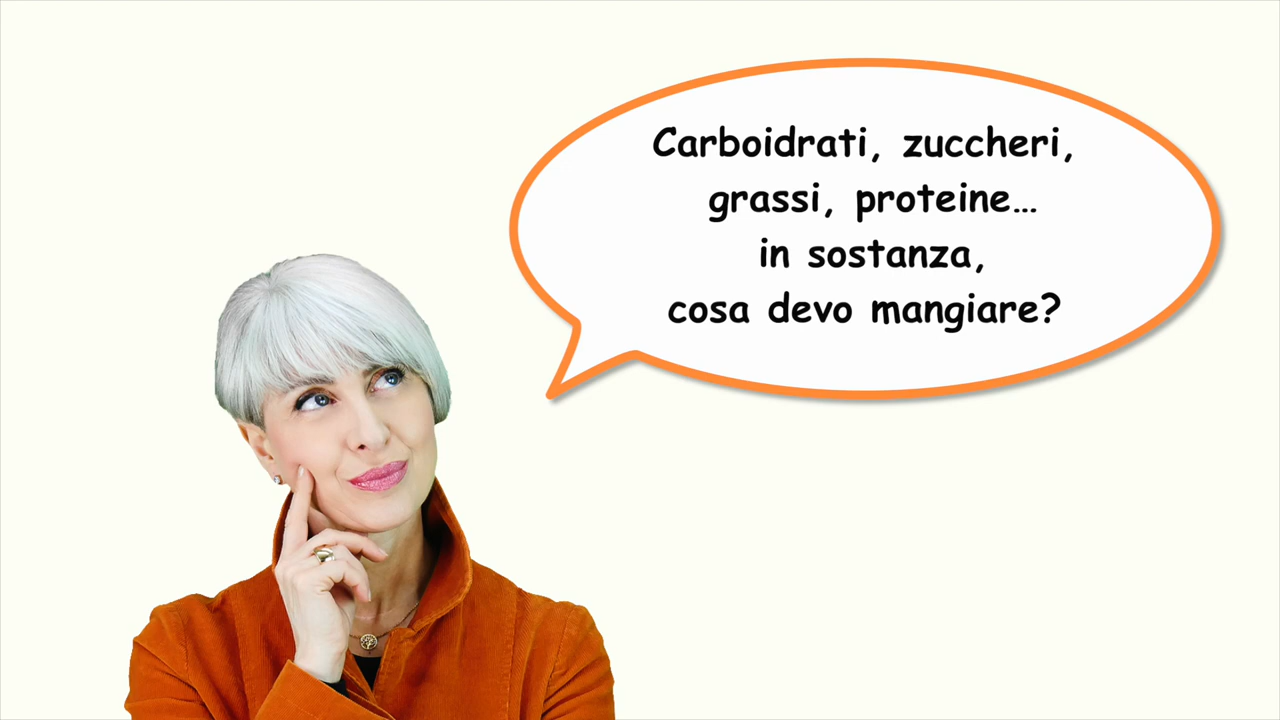 Carboidrati, zuccheri,
grassi, proteine…
in sostanza,
cosa devo mangiare?